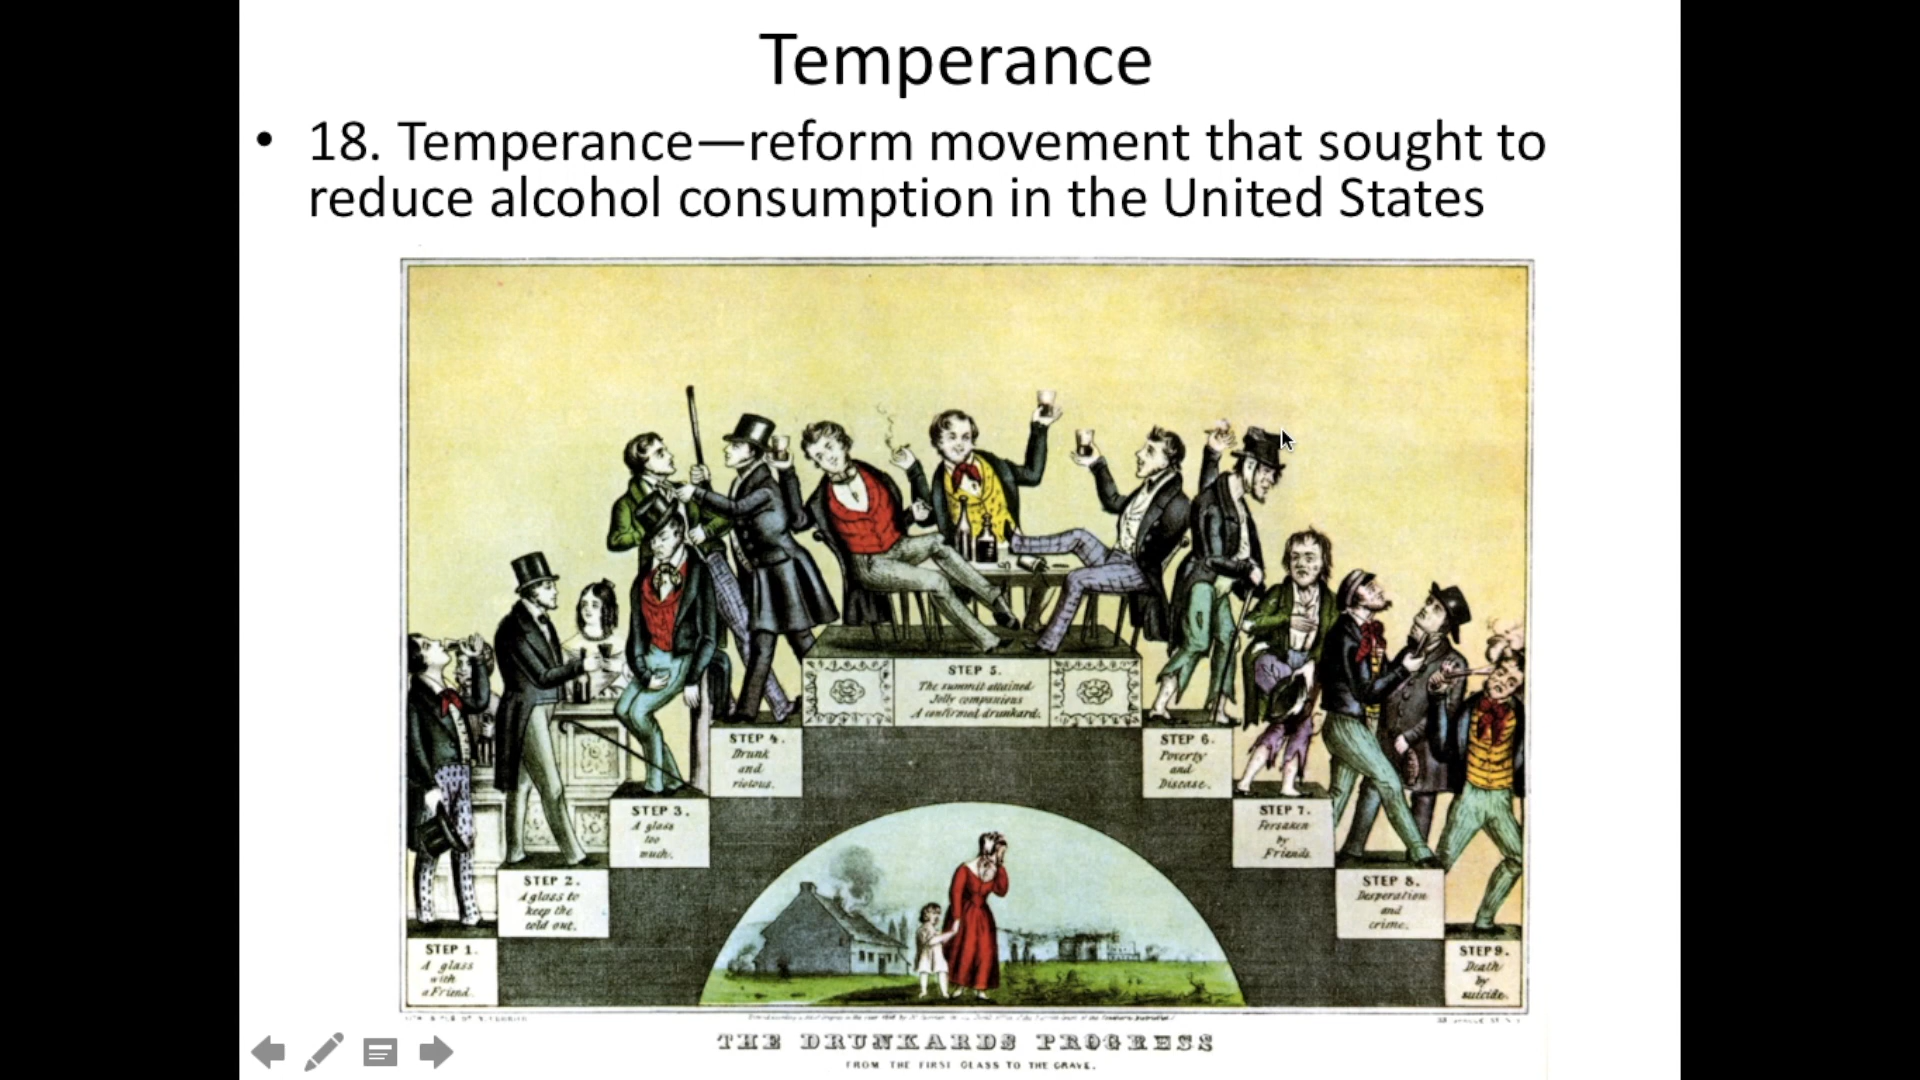 Temperance
• 18. Temperance—reform movement that sought to
reduce alcohol consumption in the United States
STEP 5.
The summit attained
Jolly companions
A confirmed drunkard.
STEP 4.
Drunk
and
riotous.
STEP 6.
Poverty
and
Disease.
STEP 3.
A glass
too
much.
STEP 7.
Forsaken
by
Friends.
STEP 2.
A glass to
keep the
cold out.
STEP 8.
Desperation
and
crime.
STEP 1.
A glass
with
a Friend.
STEP 9.
Death
by
suicide.
THE DRUNKARDS PROGRESS
FROM THE FIRST GLASS TO THE GRAVE.